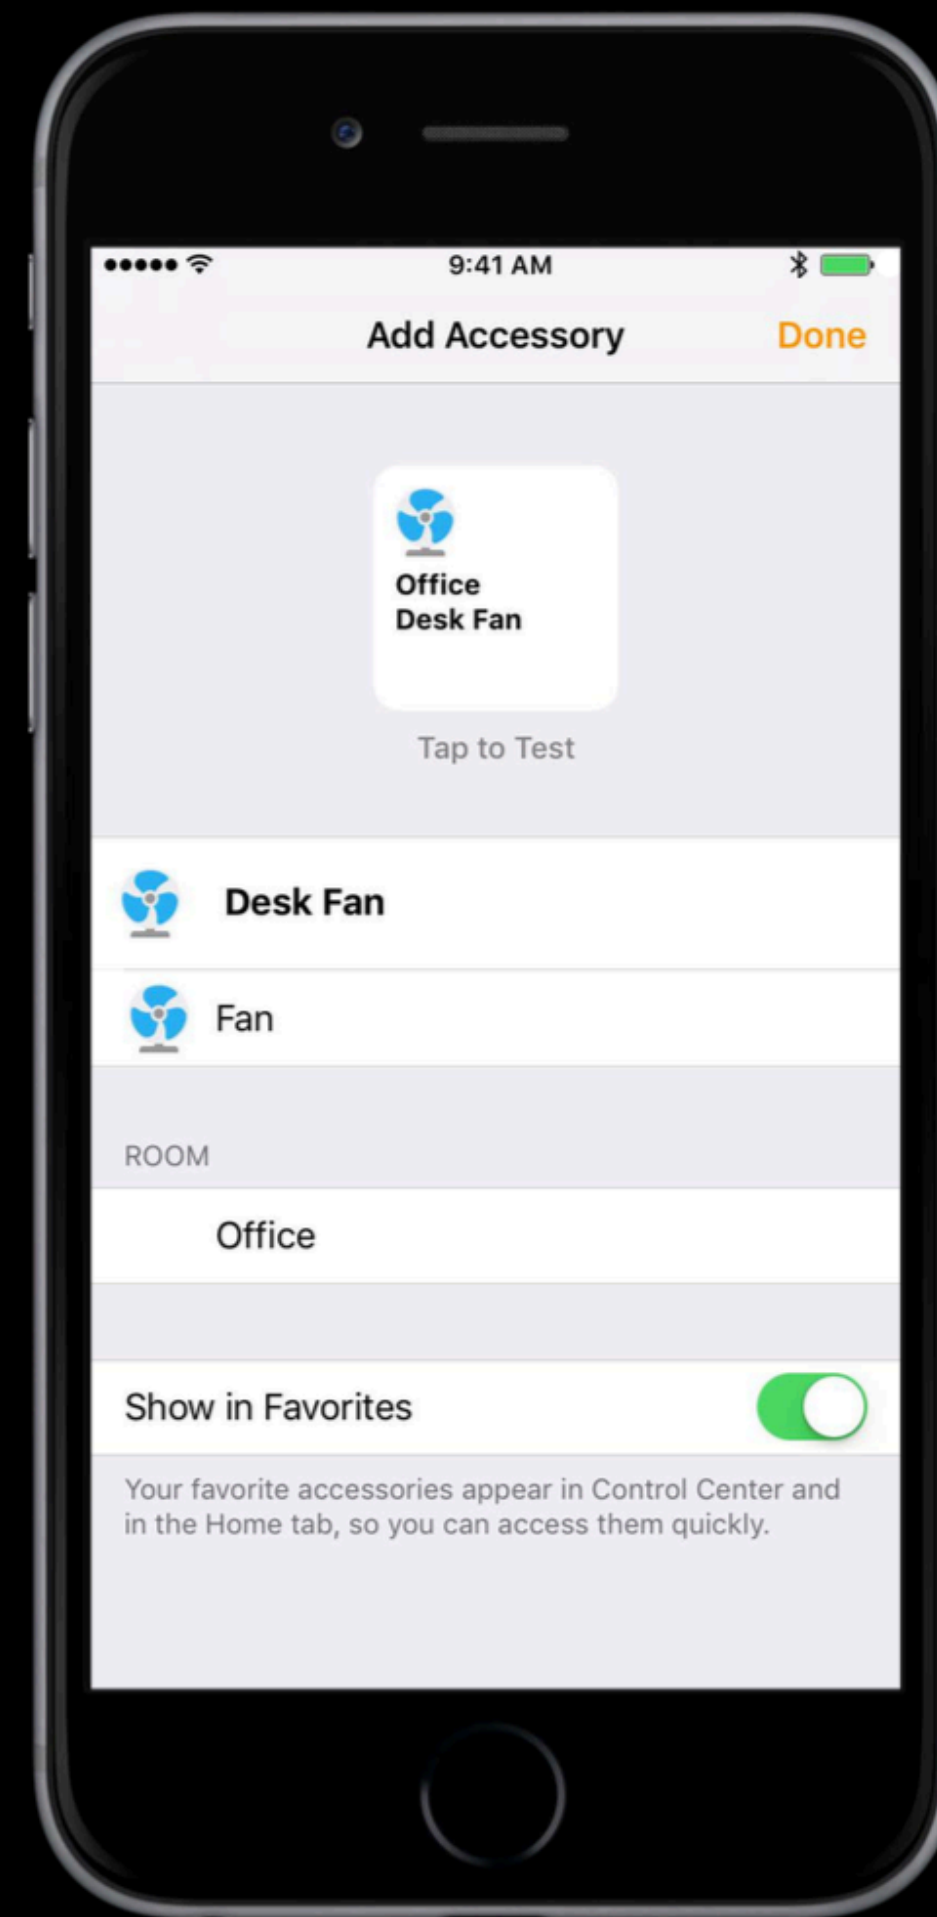 9:41 AM
Add Accessory
Done
Office
Desk Fan
Tap to Test
Desk Fan
Fan
ROOM
Office
Show in Favorites
Your favorite accessories appear in Control Center and
in the Home tab, so you can access them quickly.